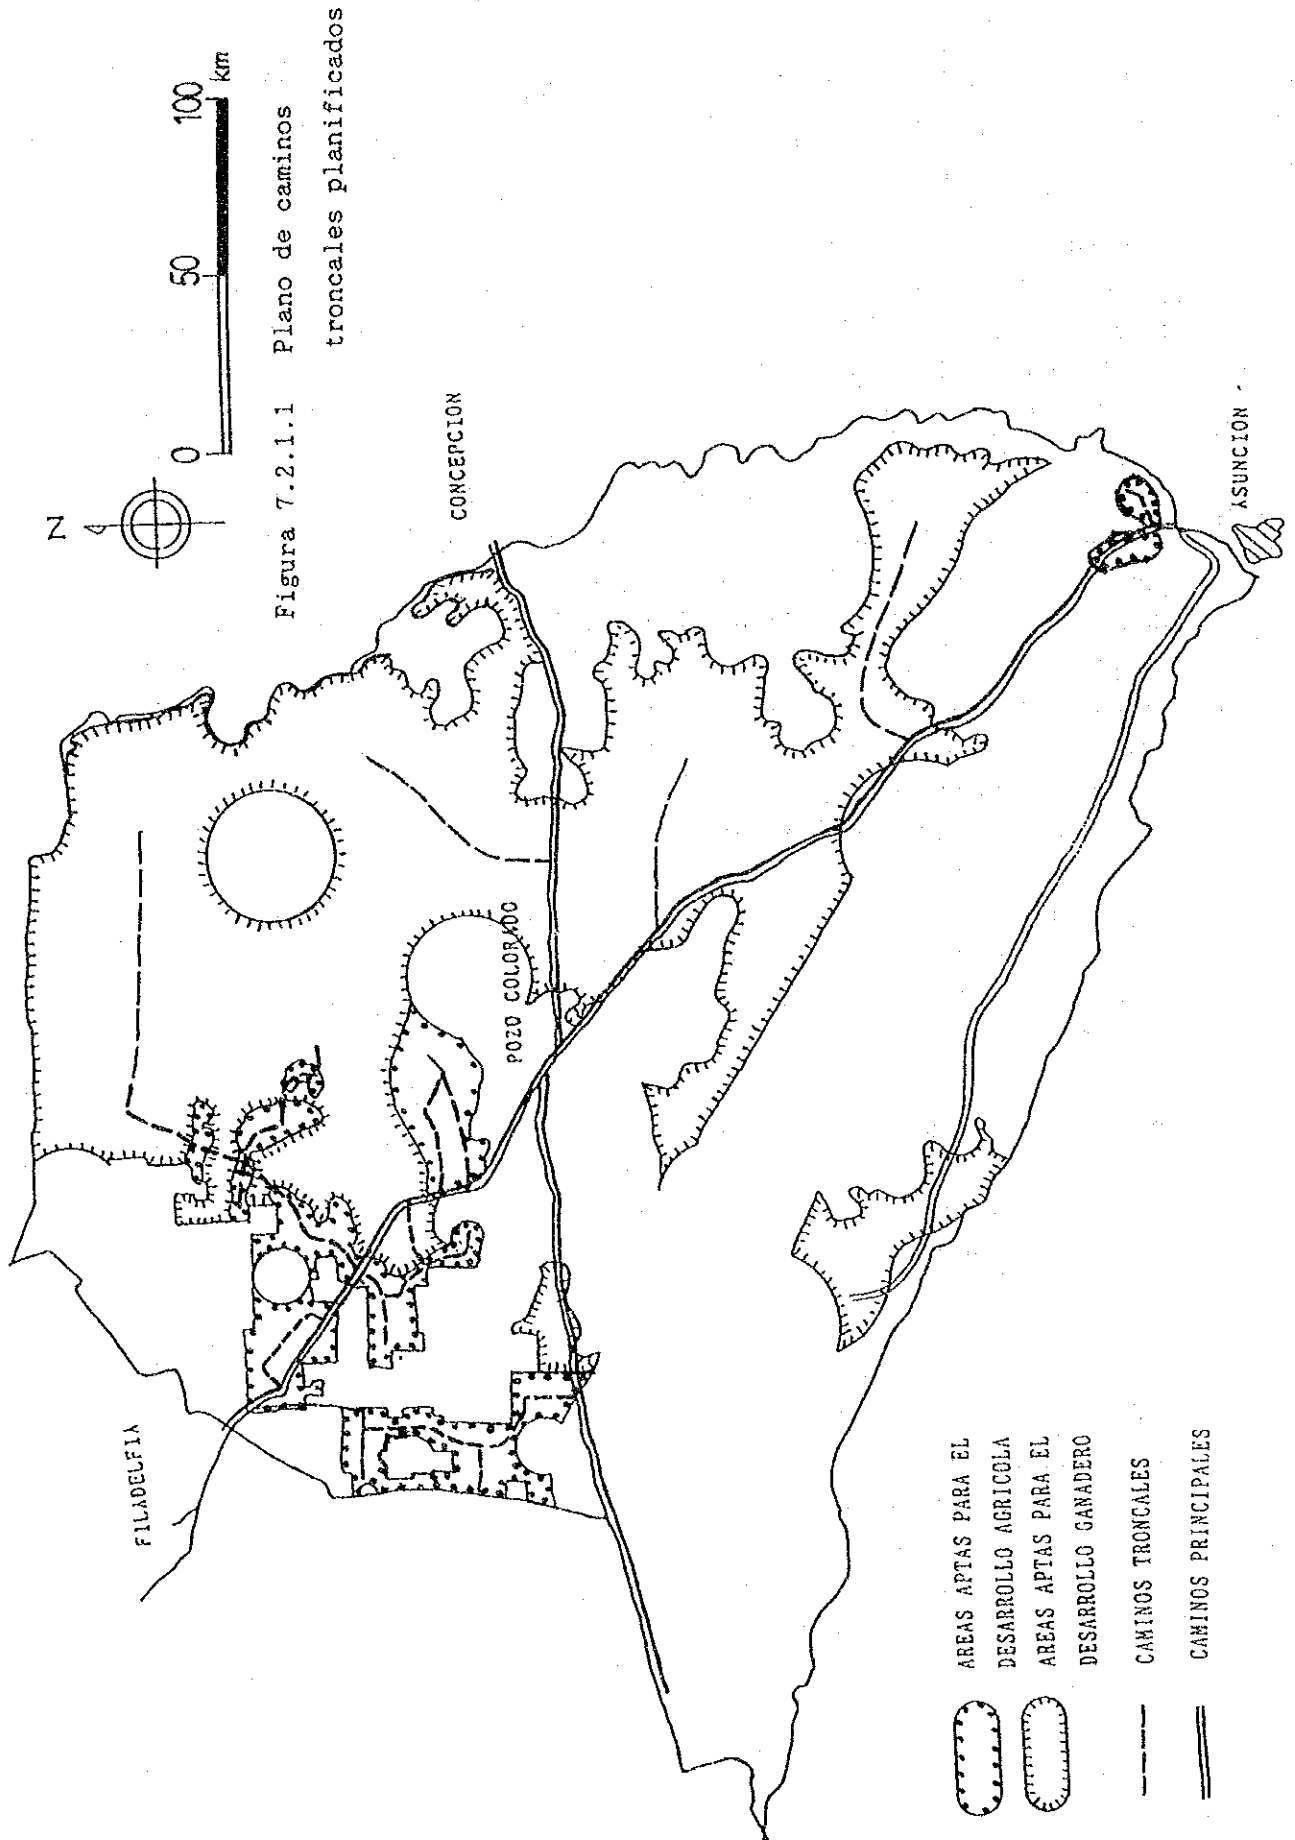 N
0 50 100 km
Figura 7.2.1.1 Plano de caminos
troncales planificados
FILADELFIA
POZO COLORADO
CONCEPCION
ASUNCION
AREAS APTAS PARA EL
DESARROLLO AGRICOLA
AREAS APTAS PARA EL
DESARROLLO GANADERO
CAMINOS TRONCALES
CAMINOS PRINCIPALES